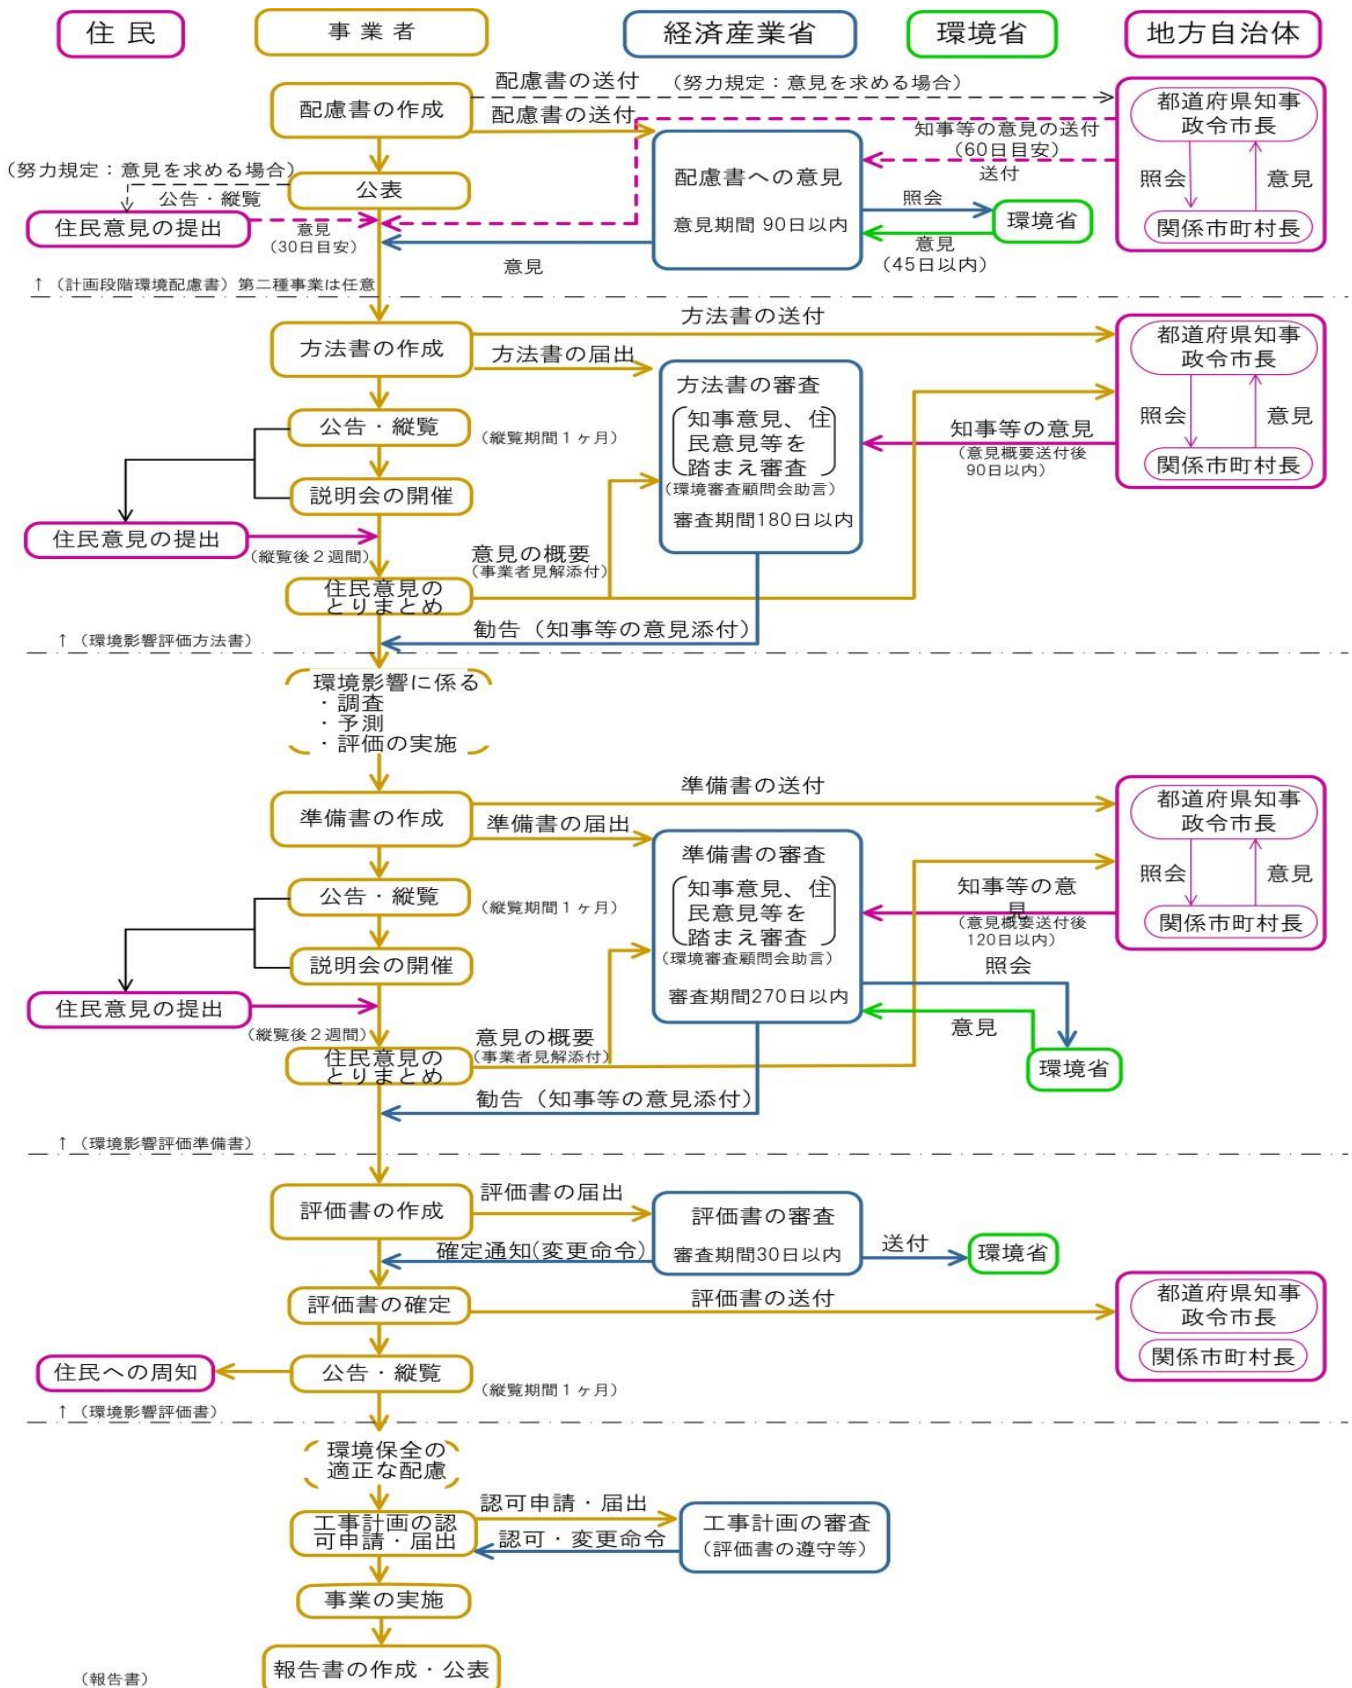 住 民
事 業 者
経済産業省
環境省
地方自治体
配慮書の送付 (努力規定：意見を求める場合)
配慮書の作成
配慮書の送付
都道府県知事
政令市長
知事等の意見の送付
(60日目安)
送付
(努力規定：意見を求める場合)
公告・縦覧
公表
配慮書への意見
意見期間 90日以内
照会
環境省
意見
(45日以内)
照会
意見
関係市町村長
住民意見の提出
意見
(30日目安)
意見
↑ (計画段階環境配慮書) 第二種事業は任意
方法書の送付
方法書の作成
方法書の届出
都道府県知事
政令市長
方法書の審査
知事意見、住
民意見等を
踏まえ審査
(環境審査顧問会助言)
審査期間180日以内
公告・縦覧
(縦覧期間１ヶ月)
知事等の意見
(意見概要送付後
90日以内)
照会
意見
関係市町村長
説明会の開催
住民意見の提出
(縦覧後２週間)
意見の概要
(事業者見解添付)
住民意見の
とりまとめ
勧告 (知事等の意見添付)
↑ (環境影響評価方法書)
環境影響に係る
・調査
・予測
・評価の実施
準備書の送付
準備書の作成
準備書の届出
都道府県知事
政令市長
準備書の審査
知事意見、住
民意見等を
踏まえ審査
(環境審査顧問会助言)
審査期間270日以内
公告・縦覧
(縦覧期間１ヶ月)
知事等の意
見
(意見概要送付後
120日以内)
照会
意見
関係市町村長
照会
意見
環境省
説明会の開催
住民意見の提出
(縦覧後２週間)
意見の概要
(事業者見解添付)
住民意見の
とりまとめ
勧告 (知事等の意見添付)
↑ (環境影響評価準備書)
評価書の作成
評価書の届出
評価書の審査
審査期間30日以内
確定通知(変更命令)
送付
環境省
評価書の確定
評価書の送付
都道府県知事
政令市長
関係市町村長
住民への周知
公告・縦覧
(縦覧期間１ヶ月)
↑ (環境影響評価書)
環境保全の
適正な配慮
工事計画の認
可申請・届出
認可申請・届出
認可・変更命令
工事計画の審査
(評価書の遵守等)
事業の実施
報告書の作成・公表
(報告書)